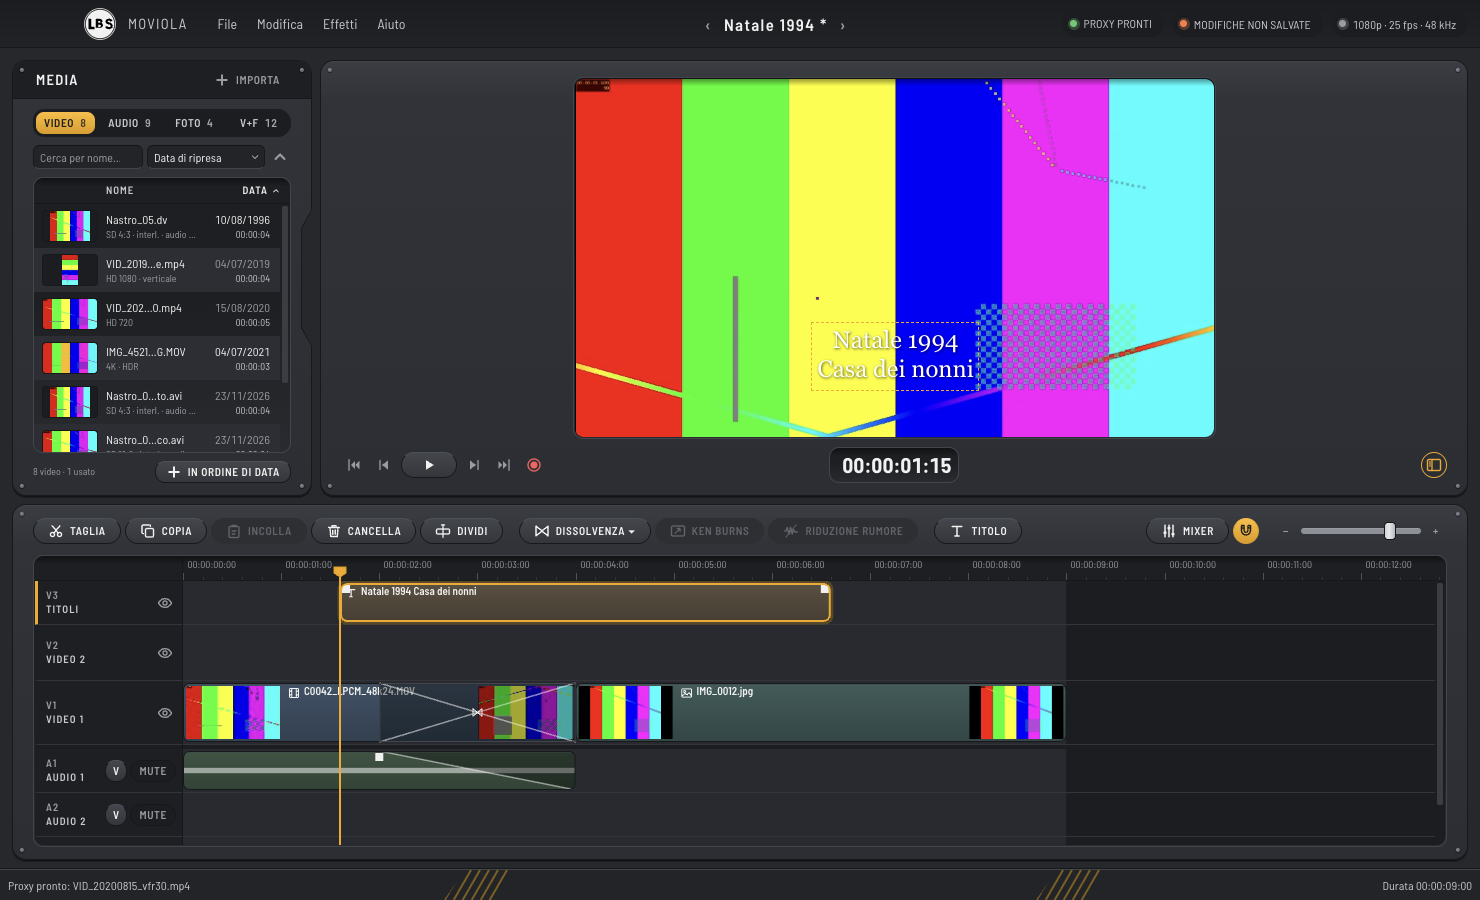 LBS MOVIOLA File Modifica Effetti Aiuto
‹ Natale 1994 * ›
PROXY PRONTI MODIFICHE NON SALVATE 1080p · 25 fps · 48 kHz
MEDIA IMPORTA
VIDEO 8 AUDIO 9 FOTO 4 V+F 12
Cerca per nome... Data di ripresa
NOME DATA
Nastro_05.dv 10/08/1996
SD 4:3 · interl. · audio ... 00:00:04
VID_2019...e.mp4 04/07/2019
HD 1080 · verticale 00:00:04
VID_202...0.mp4 15/08/2020
HD 720 00:00:05
IMG_4521...G.MOV 04/07/2021
4K · HDR 00:00:03
Nastro_0...to.avi 23/11/2026
SD 4:3 · interl. · audio ... 00:00:04
Nastro_0...co.avi 23/11/2026
8 video · 1 usato IN ORDINE DI DATA
Natale 1994
Casa dei nonni
00:00:01:15
TAGLIA COPIA INCOLLA CANCELLA DIVIDI DISSOLVENZA KEN BURNS RIDUZIONE RUMORE TITOLO MIXER − +
00:00:00:00 00:00:01:00 00:00:02:00 00:00:03:00 00:00:04:00 00:00:05:00 00:00:06:00 00:00:07:00 00:00:08:00 00:00:09:00 00:00:10:00 00:00:11:00 00:00:12:00
V3
TITOLI
T Natale 1994 Casa dei nonni
V2
VIDEO 2
V1
VIDEO 1
C0042_LPCM_48k24.MOV
IMG_0012.jpg
A1
AUDIO 1 V MUTE
A2
AUDIO 2 V MUTE
Proxy pronto: VID_20200815_vfr30.mp4 Durata 00:00:09:00